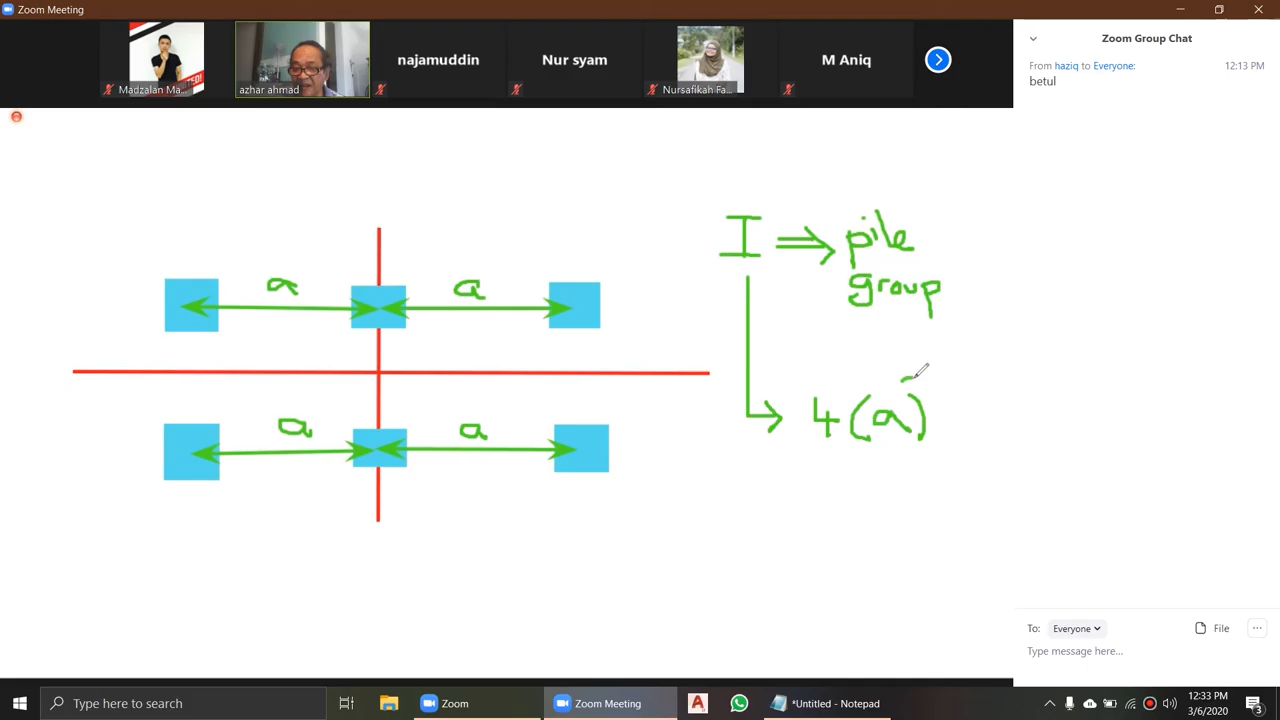 Zoom Meeting
Madzalan Ma...
azhar ahmad
najamuddin
Nur syam
Nursafikah Fa...
M Aniq
Zoom Group Chat
From haziq to Everyone: 12:13 PM
betul
a a
a a
I ⇒ pile
group
4(a)
To: Everyone File ...
Type message here...
Type here to search
Zoom
Zoom Meeting
*Untitled - Notepad
12:33 PM
3/6/2020
3